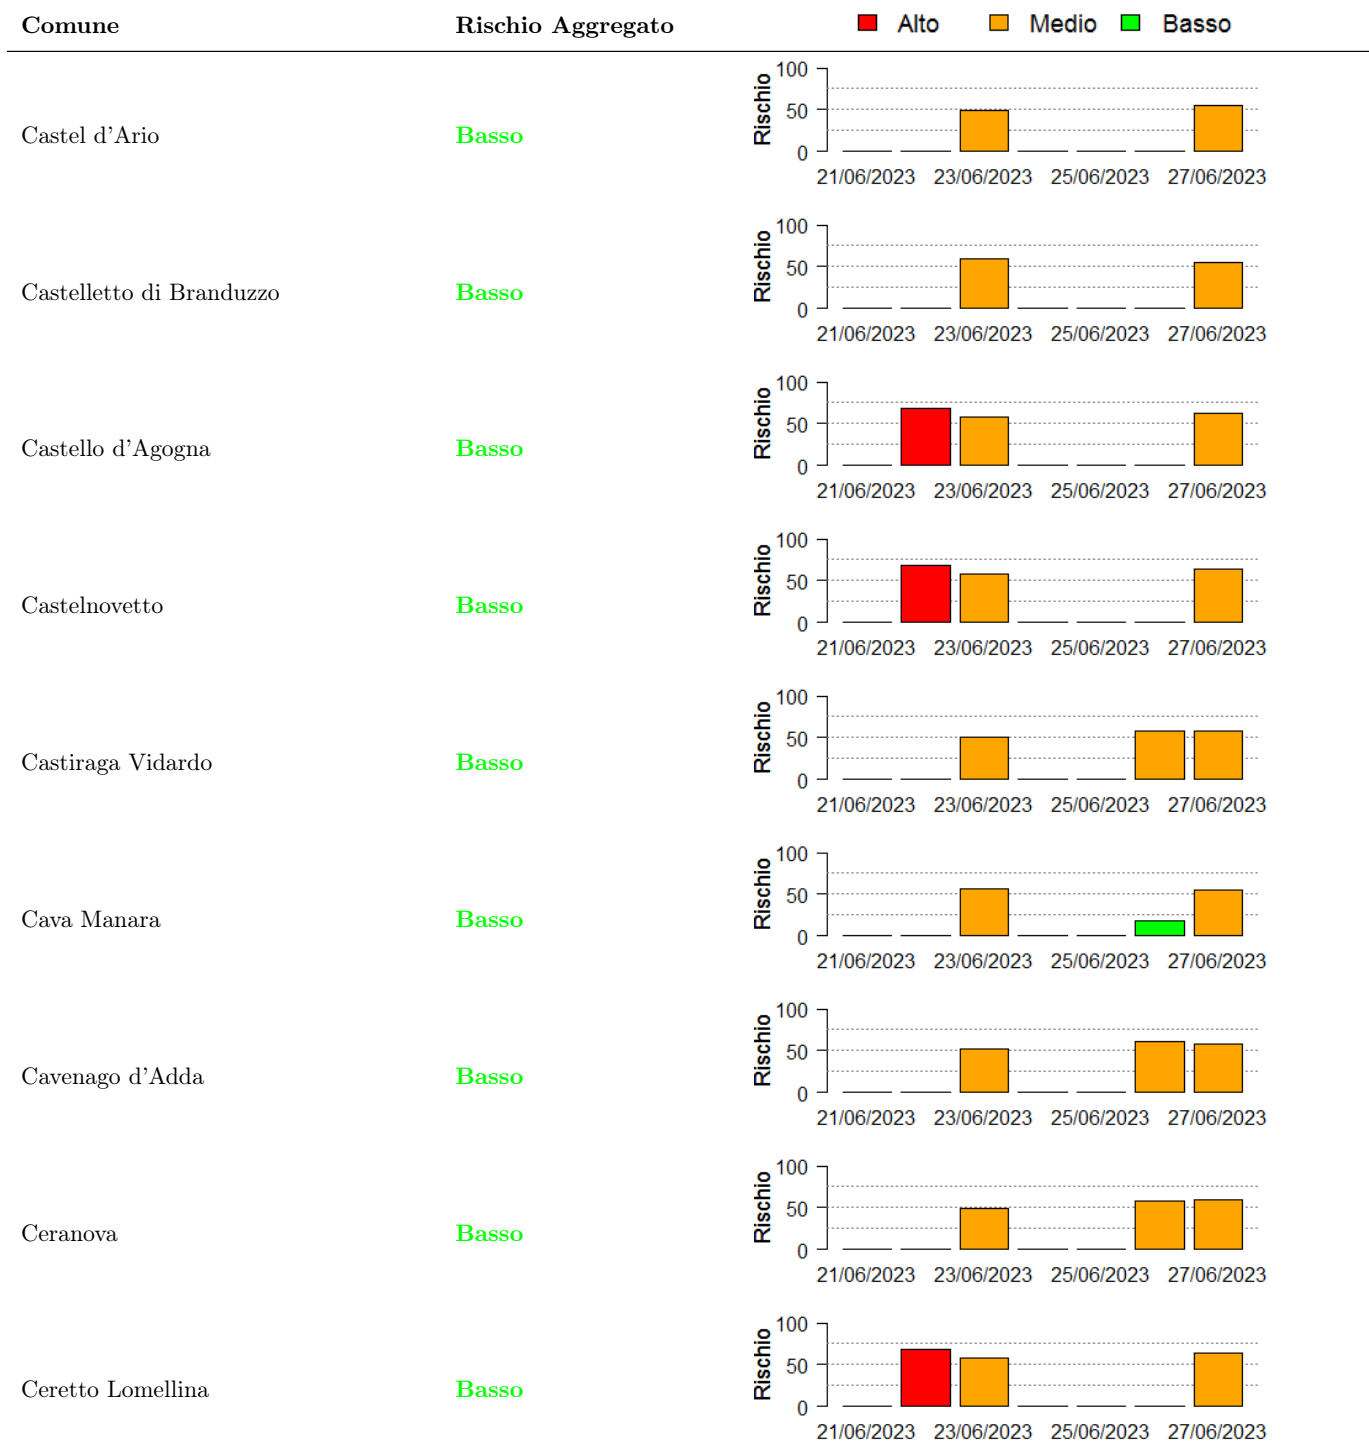 Comune Rischio Aggregato Alto Medio Basso
Castel d'Ario Basso
Rischio
100
50
0
21/06/2023 23/06/2023 25/06/2023 27/06/2023
Castelletto di Branduzzo Basso
Rischio
100
50
0
21/06/2023 23/06/2023 25/06/2023 27/06/2023
Castello d'Agogna Basso
Rischio
100
50
0
21/06/2023 23/06/2023 25/06/2023 27/06/2023
Castelnovetto Basso
Rischio
100
50
0
21/06/2023 23/06/2023 25/06/2023 27/06/2023
Castiraga Vidardo Basso
Rischio
100
50
0
21/06/2023 23/06/2023 25/06/2023 27/06/2023
Cava Manara Basso
Rischio
100
50
0
21/06/2023 23/06/2023 25/06/2023 27/06/2023
Cavenago d'Adda Basso
Rischio
100
50
0
21/06/2023 23/06/2023 25/06/2023 27/06/2023
Ceranova Basso
Rischio
100
50
0
21/06/2023 23/06/2023 25/06/2023 27/06/2023
Ceretto Lomellina Basso
Rischio
100
50
0
21/06/2023 23/06/2023 25/06/2023 27/06/2023